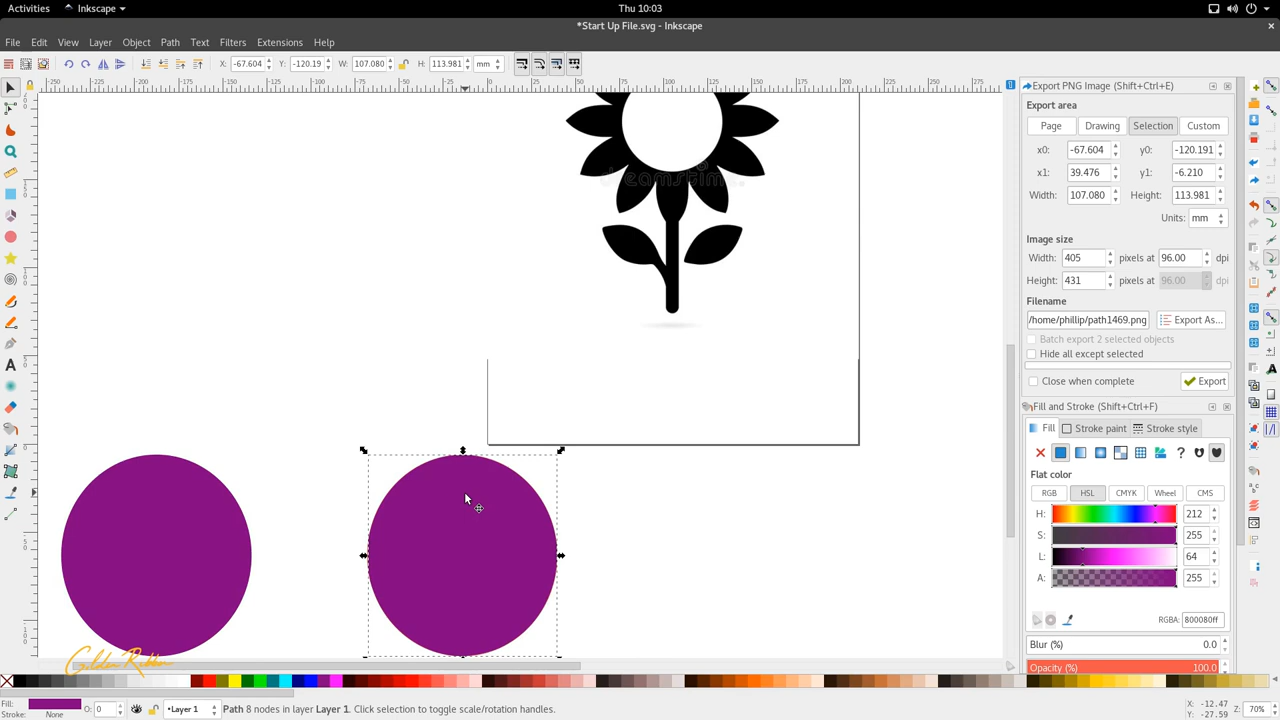 Activities
Inkscape
Thu 10:03
*Start Up File.svg - Inkscape
File Edit View Layer Object Path Text Filters Extensions Help
X: -67.604 Y: -120.19 W: 107.080 H: 113.981 mm
Export PNG Image (Shift+Ctrl+E)
Export area
Page Drawing Selection Custom
x0: -67.604 y0: -120.191
x1: 39.476 y1: -6.210
Width: 107.080 Height: 113.981
Units: mm
Image size
Width: 405 pixels at 96.00 dpi
Height: 431 pixels at 96.00 dpi
Filename
/home/phillip/path1469.png Export As...
Batch export 2 selected objects
Hide all except selected
Close when complete Export
Fill and Stroke (Shift+Ctrl+F)
Fill Stroke paint Stroke style
Flat color
RGB HSL CMYK Wheel CMS
H: 212
S: 255
L: 64
A: 255
RGBA: 800080ff
Blur (%) 0.0
Opacity (%) 100.0
dreamstime
Golden Ribbon
Fill:
Stroke: None
O: 0
•Layer 1
Path 8 nodes in layer Layer 1. Click selection to toggle scale/rotation handles.
X: -12.47
Y: -27.59
Z: 70%